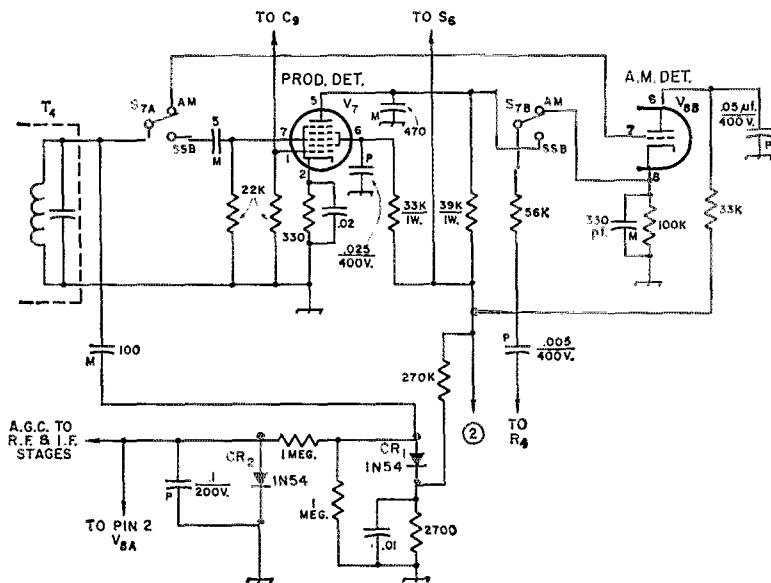 TO C9
TO S6
PROD. DET.
A.M. DET.
T4
S7A
AM
SSB
5
M
7
1
2
5
6
V7
M
470
P
S7B
AM
SSB
6
7
8
V8B
.05 µf.
400V.
P
22K
330
.02
.025
400V.
33K
1W.
39K
1W.
56K
330
pf.
M
100K
33K
M
100
P
.005
400V.
270K
2
TO
R4
A.G.C. TO
R.F. & I.F.
STAGES
CR2
1N54
1 MEG.
CR1
1N54
P
.1
200V.
1
MEG.
.01
2700
TO PIN 2
V8A